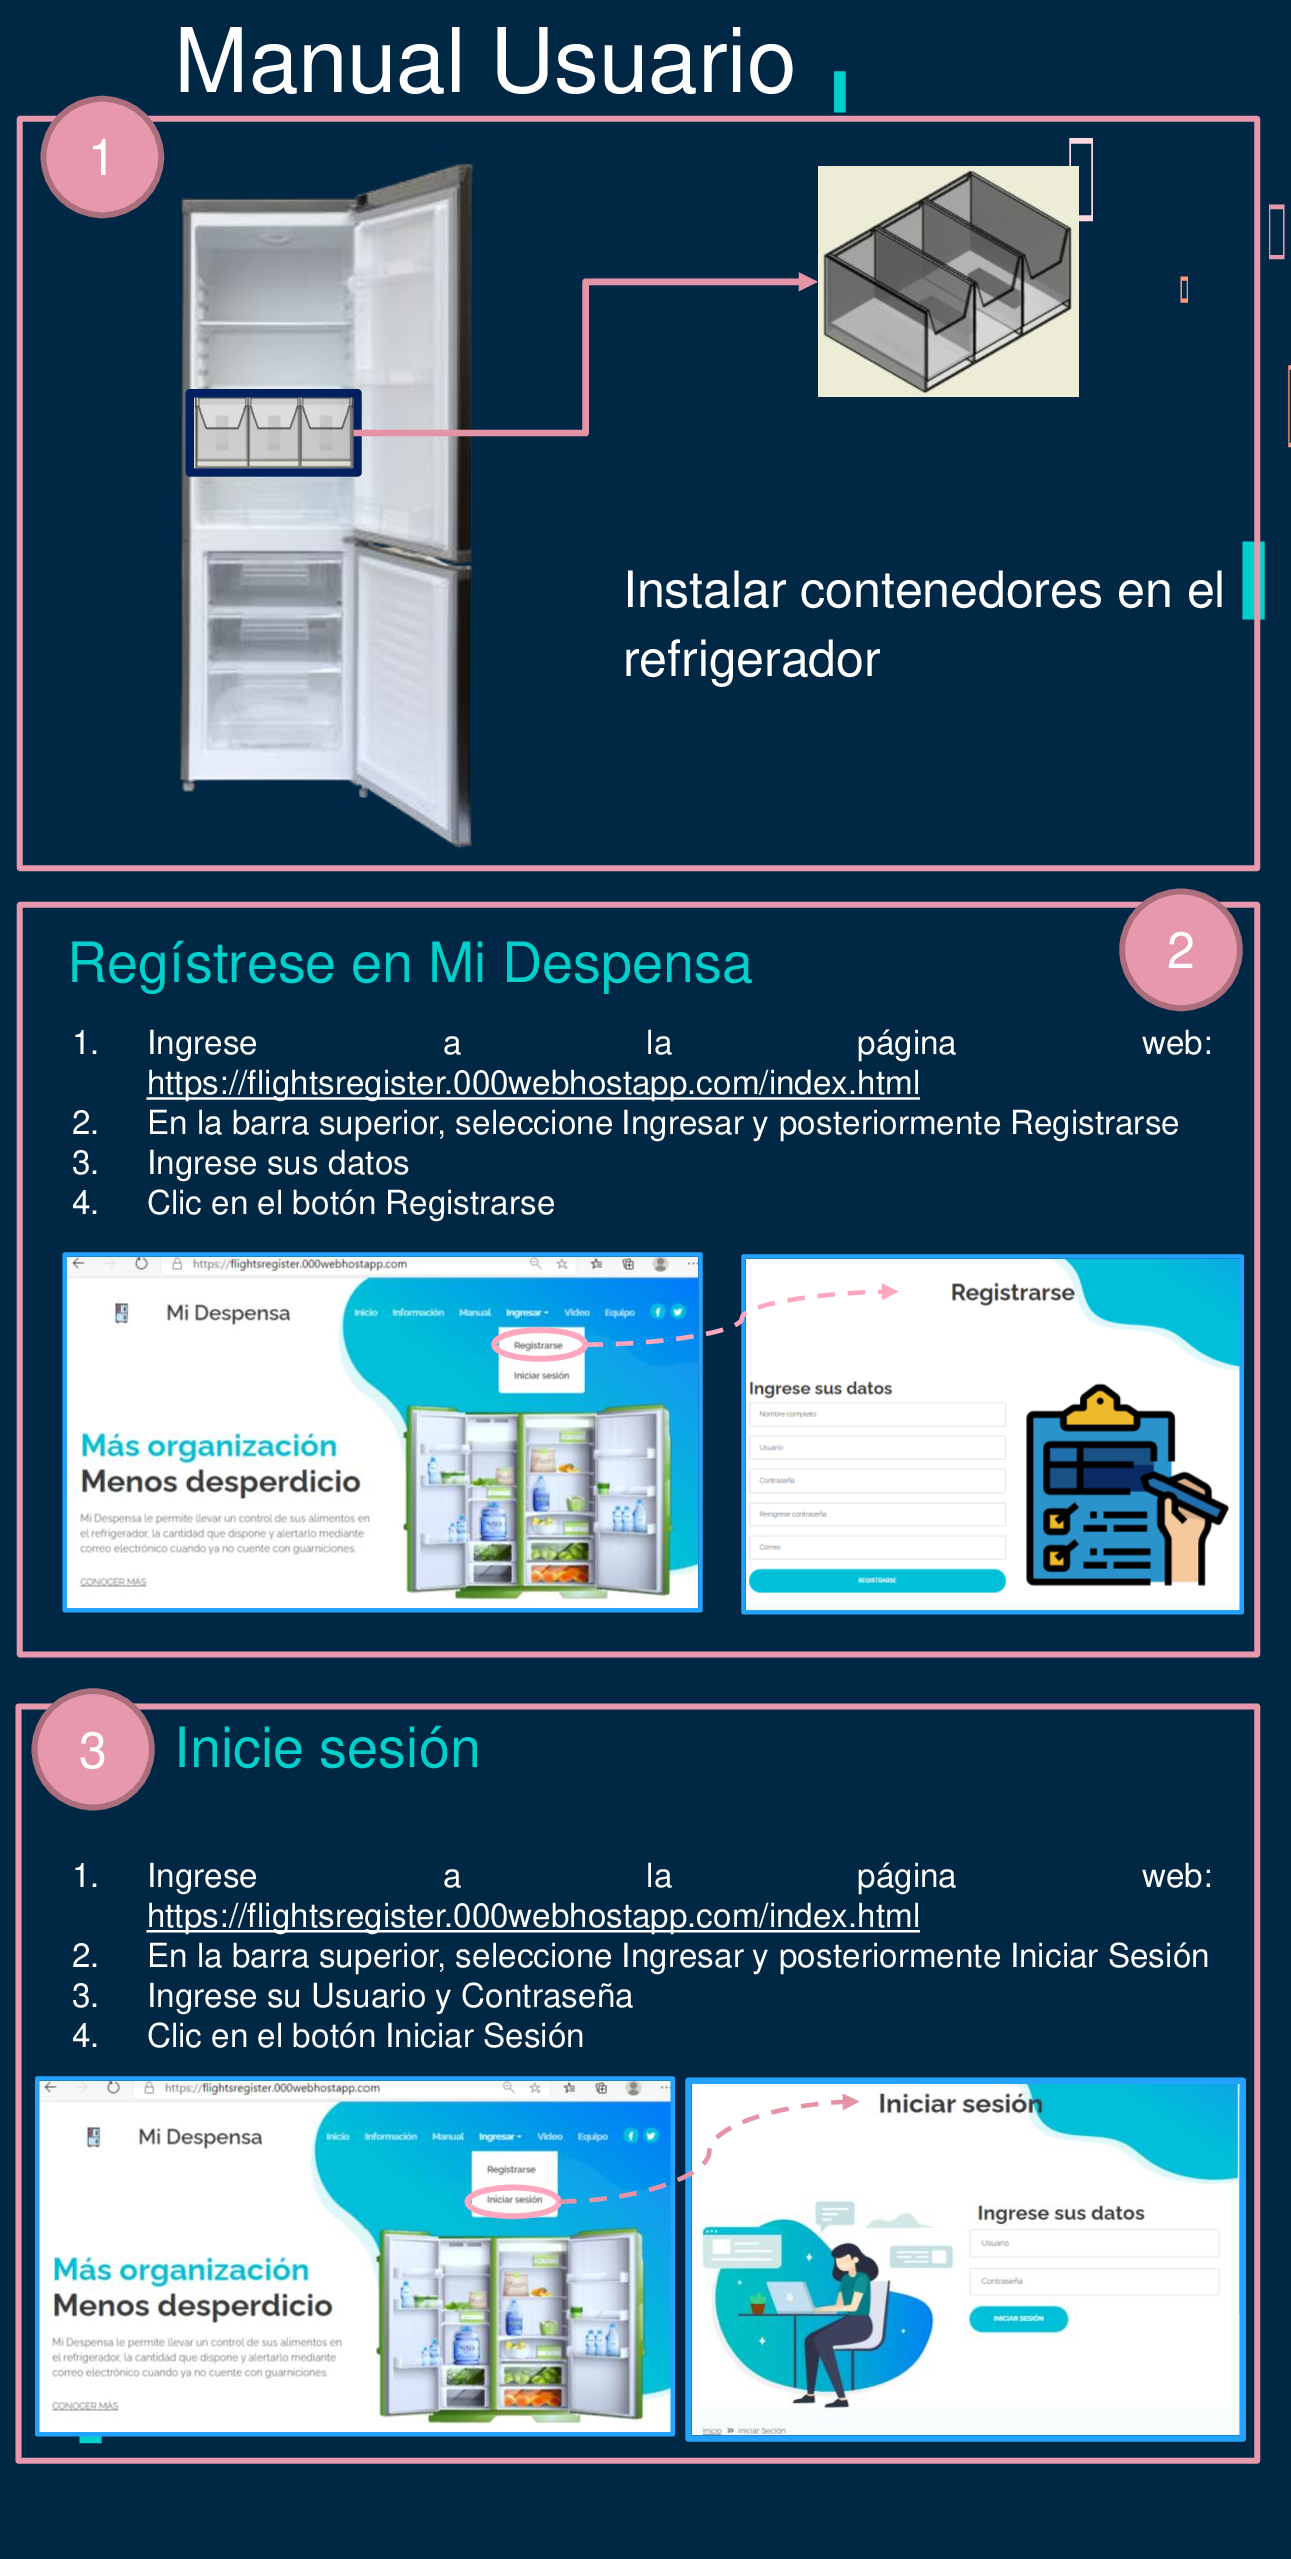 Manual Usuario
1
Instalar contenedores en el
refrigerador
2
Regístrese en Mi Despensa
1. Ingrese a la página web:
https://flightsregister.000webhostapp.com/index.html
2. En la barra superior, seleccione Ingresar y posteriormente Registrarse
3. Ingrese sus datos
4. Clic en el botón Registrarse
https://flightsregister.000webhostapp.com
Mi Despensa
Inicio Información Manual Ingresar Video Equipo
Registrarse
Iniciar sesión
Más organización
Menos desperdicio
Mi Despensa le permite llevar un control de sus alimentos en
el refrigerador, la cantidad que dispone y alertarlo mediante
correo electrónico cuando ya no cuente con guarniciones.
CONOCER MÁS
Registrarse
Ingrese sus datos
Nombre completo
Usuario
Contraseña
Reingrese contraseña
Correo
REGISTRARSE
3
Inicie sesión
1. Ingrese a la página web:
https://flightsregister.000webhostapp.com/index.html
2. En la barra superior, seleccione Ingresar y posteriormente Iniciar Sesión
3. Ingrese su Usuario y Contraseña
4. Clic en el botón Iniciar Sesión
https://flightsregister.000webhostapp.com
Mi Despensa
Inicio Información Manual Ingresar Video Equipo
Registrarse
Iniciar sesión
Más organización
Menos desperdicio
Mi Despensa le permite llevar un control de sus alimentos en
el refrigerador, la cantidad que dispone y alertarlo mediante
correo electrónico cuando ya no cuente con guarniciones.
CONOCER MÁS
Iniciar sesión
Ingrese sus datos
Usuario
Contraseña
INICIAR SESIÓN
Inicio » Iniciar Seción